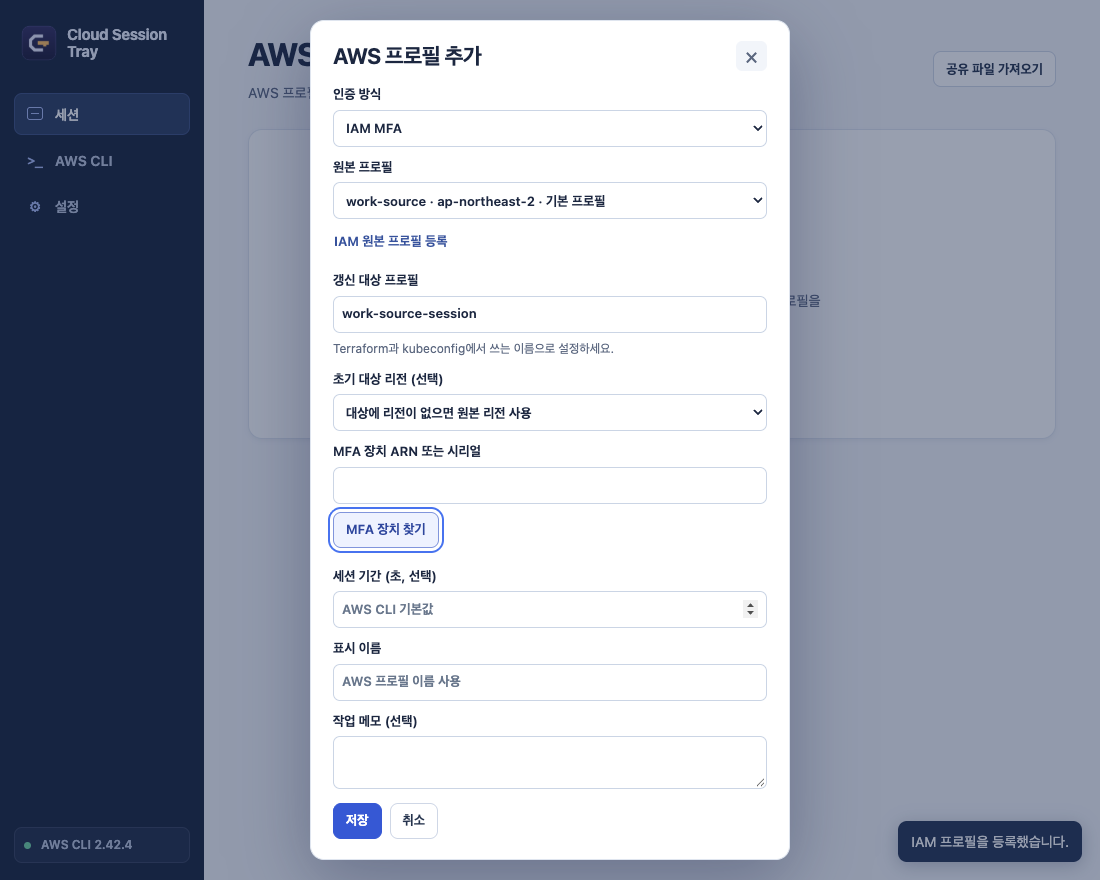 Cloud Session
Tray
세션
>_ AWS CLI
설정
AWS CLI 2.42.4
AWS
AWS 프로필
공유 파일 가져오기
로필을
AWS 프로필 추가
인증 방식
IAM MFA
원본 프로필
work-source · ap-northeast-2 · 기본 프로필
IAM 원본 프로필 등록
갱신 대상 프로필
work-source-session
Terraform과 kubeconfig에서 쓰는 이름으로 설정하세요.
초기 대상 리전 (선택)
대상에 리전이 없으면 원본 리전 사용
MFA 장치 ARN 또는 시리얼
MFA 장치 찾기
세션 기간 (초, 선택)
AWS CLI 기본값
표시 이름
AWS 프로필 이름 사용
작업 메모 (선택)
저장
취소
IAM 프로필을 등록했습니다.